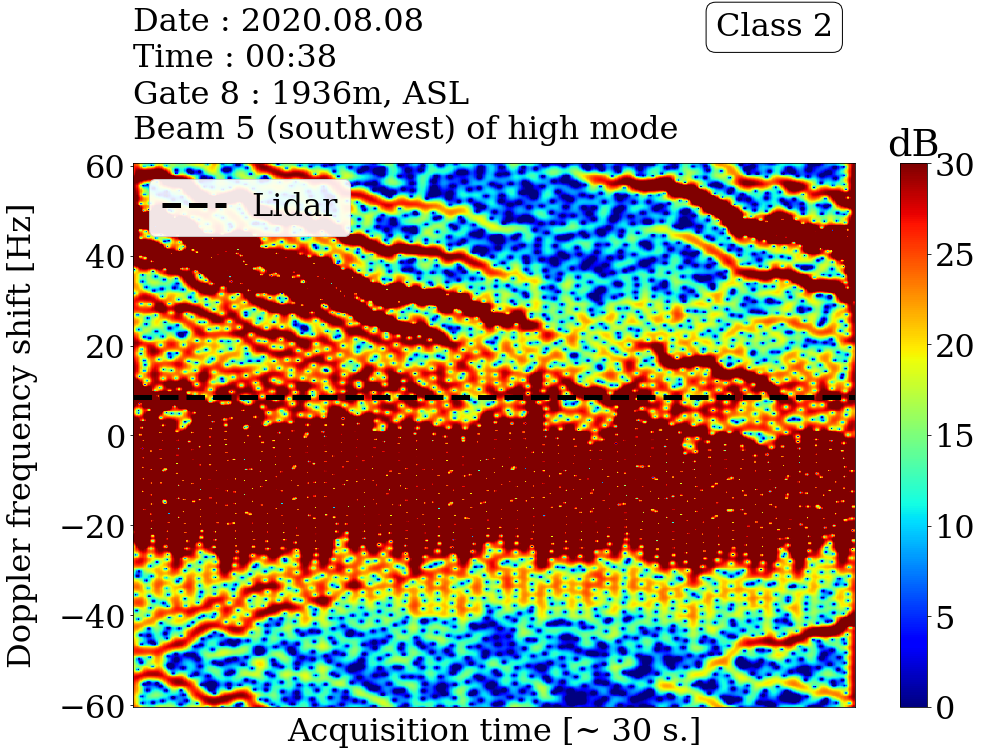 Date : 2020.08.08
Class 2
Time : 00:38
Gate 8 : 1936m, ASL
Beam 5 (southwest) of high mode
dB
Lidar
Doppler frequency shift [Hz]
60
40
20
0
−20
−40
−60
30
25
20
15
10
5
0
Acquisition time [~ 30 s.]